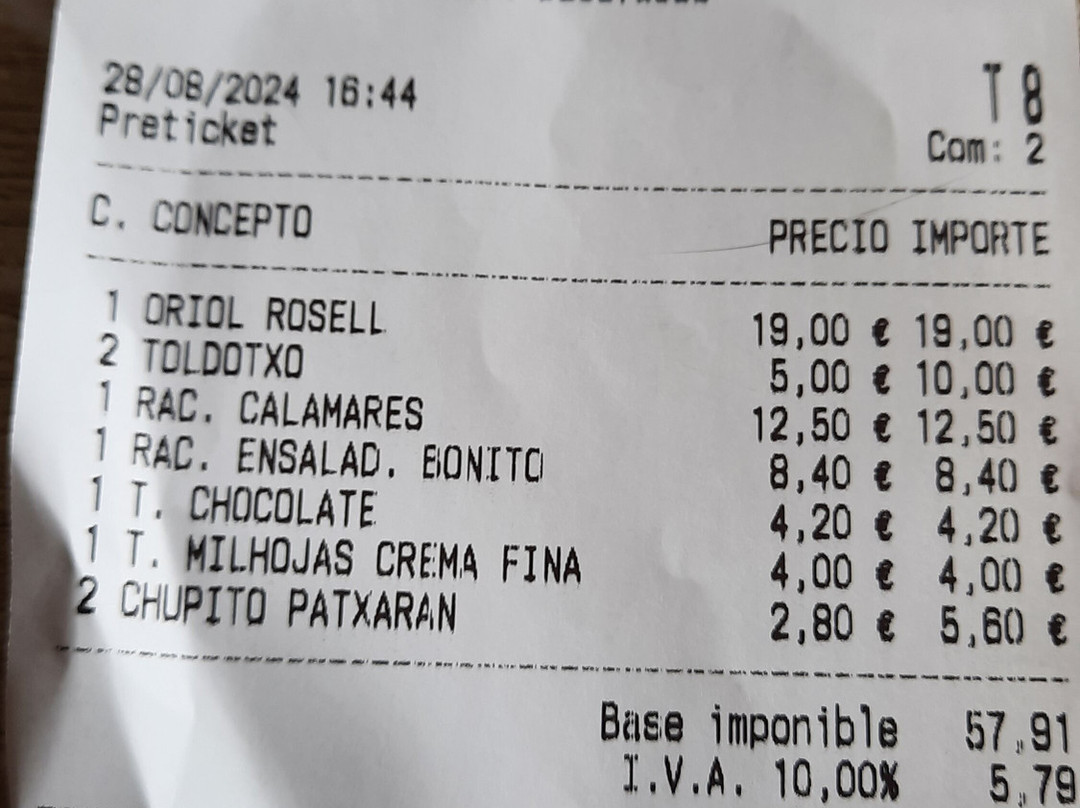 28/08/2024 16:44 T 8
Preticket Com: 2
C. CONCEPTO PRECIO IMPORTE
1 ORIOL ROSELL 19,00 € 19,00 €
2 TOLDOTXO 5,00 € 10,00 €
1 RAC. CALAMARES 12,50 € 12,50 €
1 RAC. ENSALAD. BONITO 8,40 € 8,40 €
1 T. CHOCOLATE 4,20 € 4,20 €
1 T. MILHOJAS CREMA FINA 4,00 € 4,00 €
2 CHUPITO PATXARAN 2,80 € 5,60 €
Base imponible 57,91
I.V.A. 10,00% 5,79